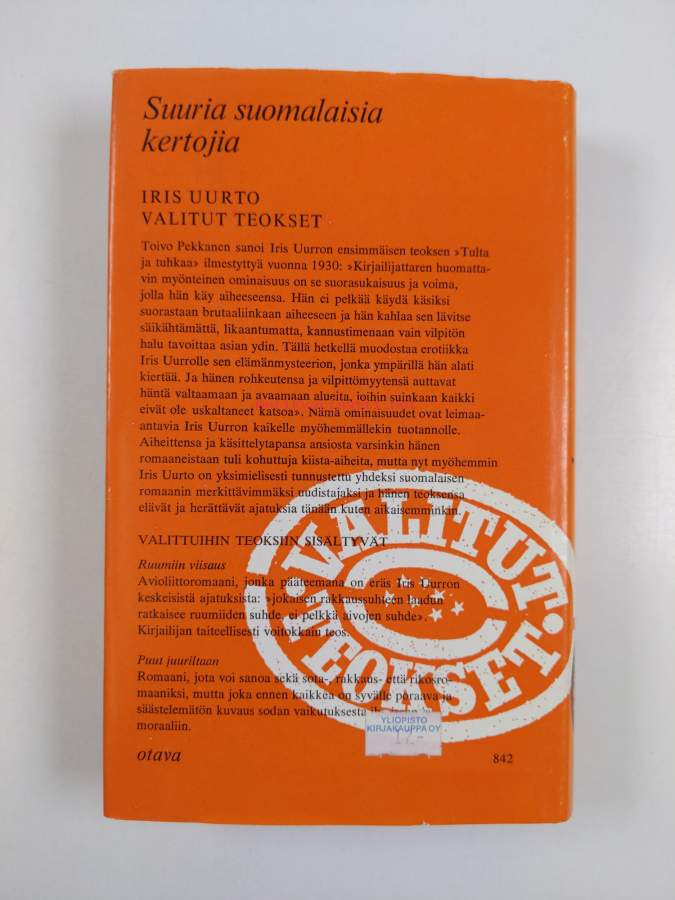 Suuria suomalaisia
kertojia
IRIS UURTO
VALITUT TEOKSET
Toivo Pekkanen sanoi Iris Uurron ensimmäisen teoksen »Tulta
ja tuhkaa» ilmestyttyä vuonna 1930: »Kirjailijattaren huomatta-
vin myönteinen ominaisuus on se suorasukaisuus ja voima,
jolla hän käy aiheeseensa. Hän ei pelkää käydä käsiksi
suorastaan brutaaliinkaan aiheeseen ja hän kahlaa sen lävitse
säikähtämättä, likaantumatta, kannustimenaan vain vilpitön
halu tavoittaa asian ydin. Tällä hetkellä muodostaa erotiikka
Iris Uurrolle sen elämänmysteerion, jonka ympärillä hän alati
kiertää. Ja hänen rohkeutensa ja vilpittömyytensä auttavat
häntä valtaamaan ja avaamaan alueita, joihin suinkaan kaikki
eivät ole uskaltaneet katsoa». Nämä ominaisuudet ovat leimaa-
antavia Iris Uurron kaikelle myöhemmällekin tuotannolle.
Aiheittensa ja käsittelytapansa ansiosta varsinkin hänen
romaaneistaan tuli kohuttuja kiista-aiheita, mutta nyt myöhemmin
Iris Uurto on yksimielisesti tunnustettu yhdeksi suomalaisen
romaanin merkittävimmäksi uudistajaksi ja hänen teoksensa
elävät ja herättävät ajatuksia tänään kuten aikaisemminkin.
VALITTUIHIN TEOKSIIN SISÄLTYVÄT
Ruumiin viisaus
Avioliittoromaani, jonka pääteemana on eräs Iris Uurron
keskeisistä ajatuksista: »jokaisen rakkaussuhteen laadun
ratkaisee ruumiiden suhde, ei pelkkä aivojen suhde».
Kirjailijan taiteellisesti voitokkain teos.
Puut juuriltaan
Romaani, jota voi sanoa sekä sota-, rakkaus- että rikosro-
maaniksi, mutta joka ennen kaikkea on syvälle poraava ja
säästelemätön kuvaus sodan vaikutuksesta
moraaliin.
VALITUT
TEOKSET
YLIOPISTO
KIRJAKAUPPA OY
12-
otava
842